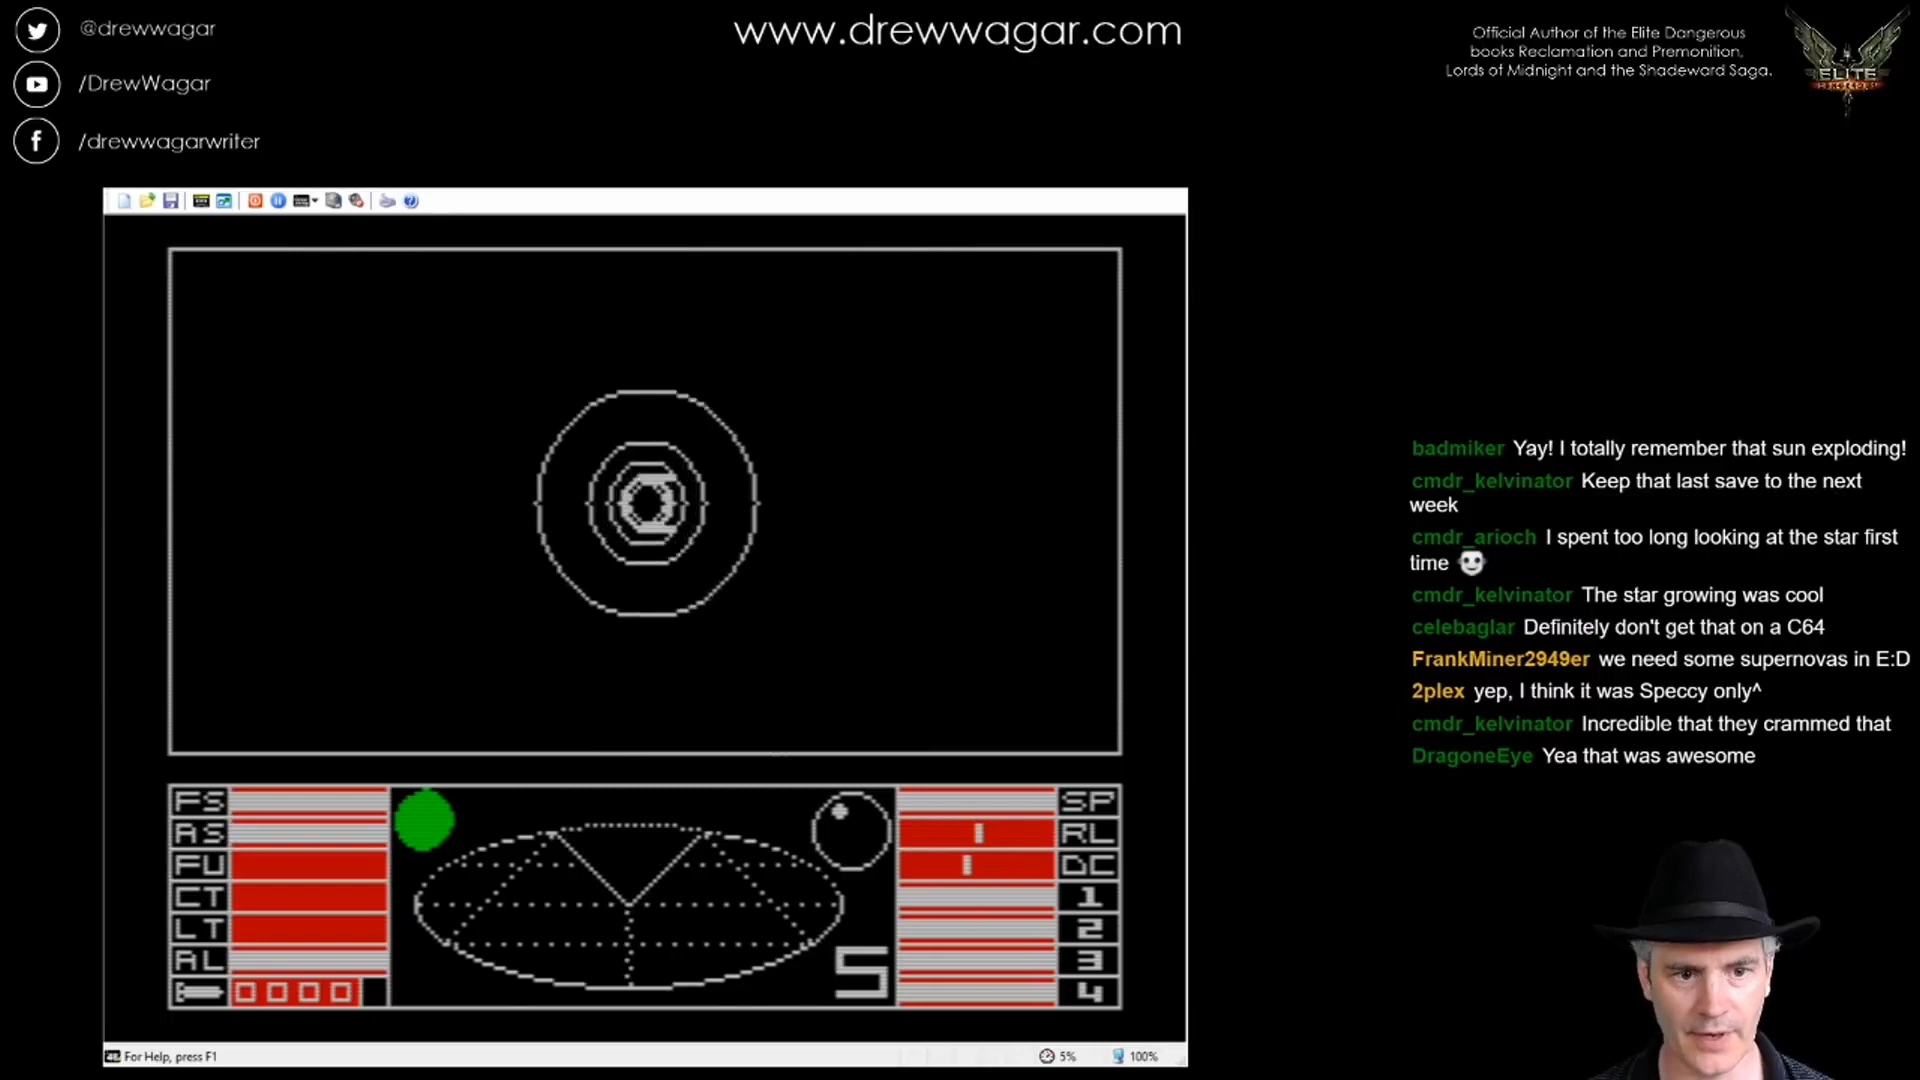 @drewwagar
/DrewWagar
/drewwagarwriter
www.drewwagar.com
Official Author of the Elite Dangerous
books Reclamation and Premonition,
Lords of Midnight and the Shadeward Saga.
ELITE
DANGEROUS
badmiker Yay! I totally remember that sun exploding!
cmdr_kelvinator Keep that last save to the next
week
cmdr_arioch I spent too long looking at the star first
time
cmdr_kelvinator The star growing was cool
celebaglar Definitely don't get that on a C64
FrankMiner2949er we need some supernovas in E:D
2plex yep, I think it was Speccy only^
cmdr_kelvinator Incredible that they crammed that
DragoneEye Yea that was awesome
FS
AS
FU
CT
LT
AL
S
SP
RL
DC
1
2
3
4
For Help, press F1
5%
100%